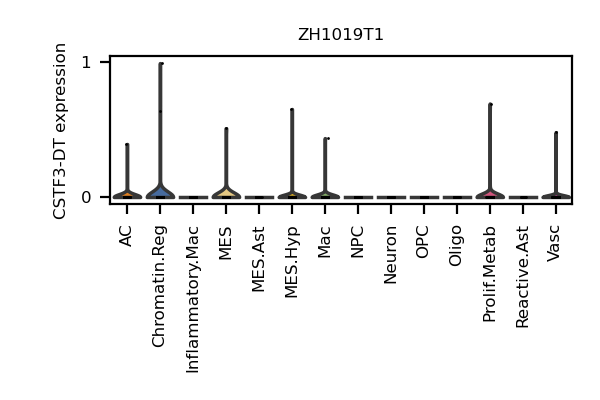 ZH1019T1
CSTF3-DT expression
1
0
AC
Chromatin.Reg
Inflammatory.Mac
MES
MES.Ast
MES.Hyp
Mac
NPC
Neuron
OPC
Oligo
Prolif.Metab
Reactive.Ast
Vasc